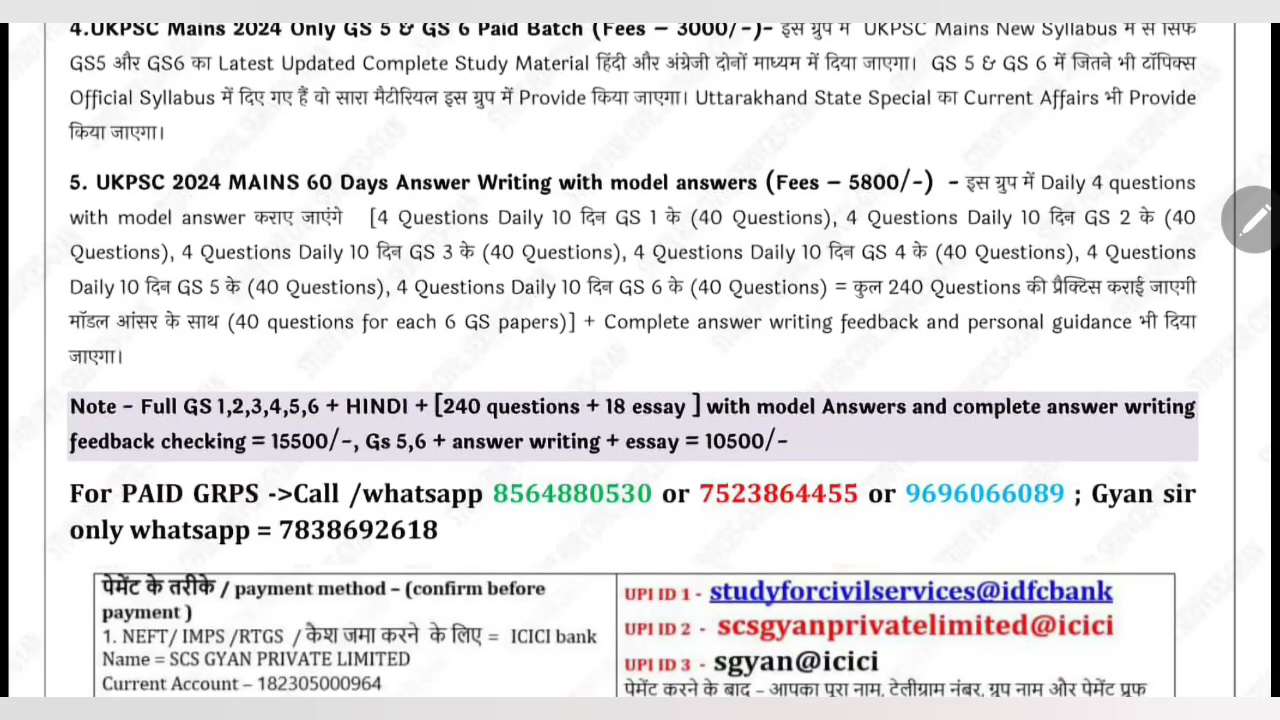 4.UKPSC Mains 2024 Only GS 5 & GS 6 Paid Batch (Fees – 3000/-)- इस ग्रुप में UKPSC Mains New Syllabus में से सिर्फ
GS5 और GS6 का Latest Updated Complete Study Material हिंदी और अंग्रेजी दोनों माध्यम में दिया जाएगा। GS 5 & GS 6 में जितने भी टॉपिक्स
Official Syllabus में दिए गए हैं वो सारा मैटीरियल इस ग्रुप में Provide किया जाएगा। Uttarakhand State Special का Current Affairs भी Provide
किया जाएगा।
5. UKPSC 2024 MAINS 60 Days Answer Writing with model answers (Fees – 5800/-) - इस ग्रुप में Daily 4 questions
with model answer कराए जाएंगे [4 Questions Daily 10 दिन GS 1 के (40 Questions), 4 Questions Daily 10 दिन GS 2 के (40
Questions), 4 Questions Daily 10 दिन GS 3 के (40 Questions), 4 Questions Daily 10 दिन GS 4 के (40 Questions), 4 Questions
Daily 10 दिन GS 5 के (40 Questions), 4 Questions Daily 10 दिन GS 6 के (40 Questions) = कुल 240 Questions की प्रैक्टिस कराई जाएगी
मॉडल आंसर के साथ (40 questions for each 6 GS papers)] + Complete answer writing feedback and personal guidance भी दिया
जाएगा।
Note – Full GS 1,2,3,4,5,6 + HINDI + [240 questions + 18 essay ] with model Answers and complete answer writing
feedback checking = 15500/-, Gs 5,6 + answer writing + essay = 10500/-
For PAID GRPS ->Call /whatsapp 8564880530 or 7523864455 or 9696066089 ; Gyan sir
only whatsapp = 7838692618
पेमेंट के तरीके / payment method – (confirm before
payment )
1. NEFT/ IMPS /RTGS / कैश जमा करने के लिए = ICICI bank
Name = SCS GYAN PRIVATE LIMITED
Current Account – 182305000964
UPI ID 1 - studyforcivilservices@idfcbank
UPI ID 2 - scsgyanprivatelimited@icici
UPI ID 3 - sgyan@icici
पेमेंट करने के बाद – आपका पूरा नाम, टेलीग्राम नंबर, ग्रुप नाम और पेमेंट प्रूफ